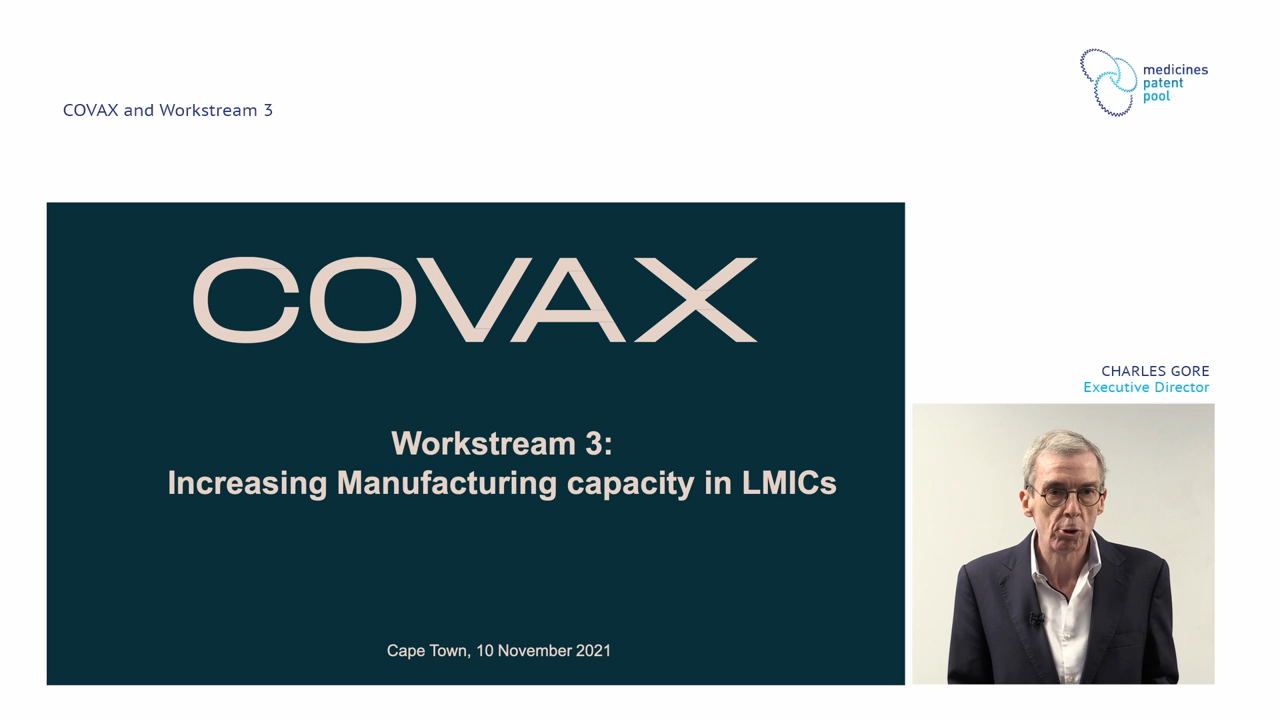 COVAX and Workstream 3
medicines
patent
pool
COVAX
Workstream 3:
Increasing Manufacturing capacity in LMICs
Cape Town, 10 November 2021
CHARLES GORE
Executive Director